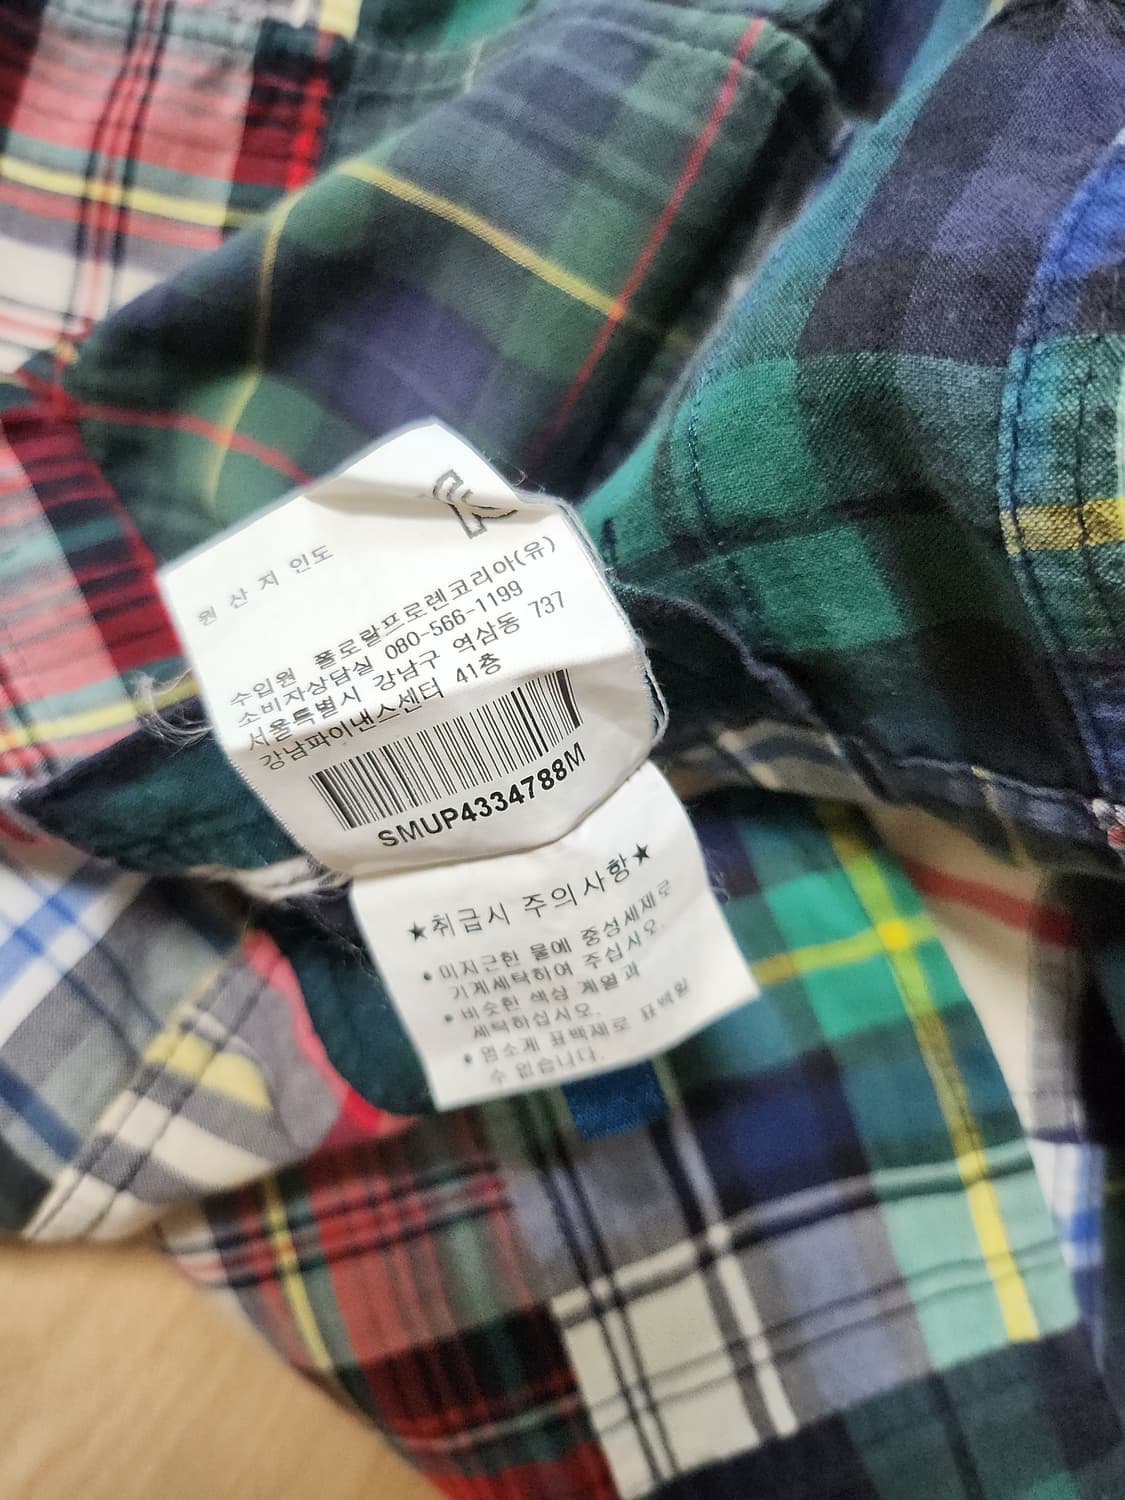 원 산 지 인도
수입원 폴로랄프로렌코리아(유)
소비자상담실 080-566-1199
서울특별시 강남구 역삼동 737
강남파이낸스센터 41층
SMUP4334788M
★취급시 주의사항★
• 미지근한 물에 중성세제로
기계세탁하여 주십시오.
• 비슷한 색상 계열과
세탁하십시오.
• 염소계 표백제로 표백할
수 없습니다.